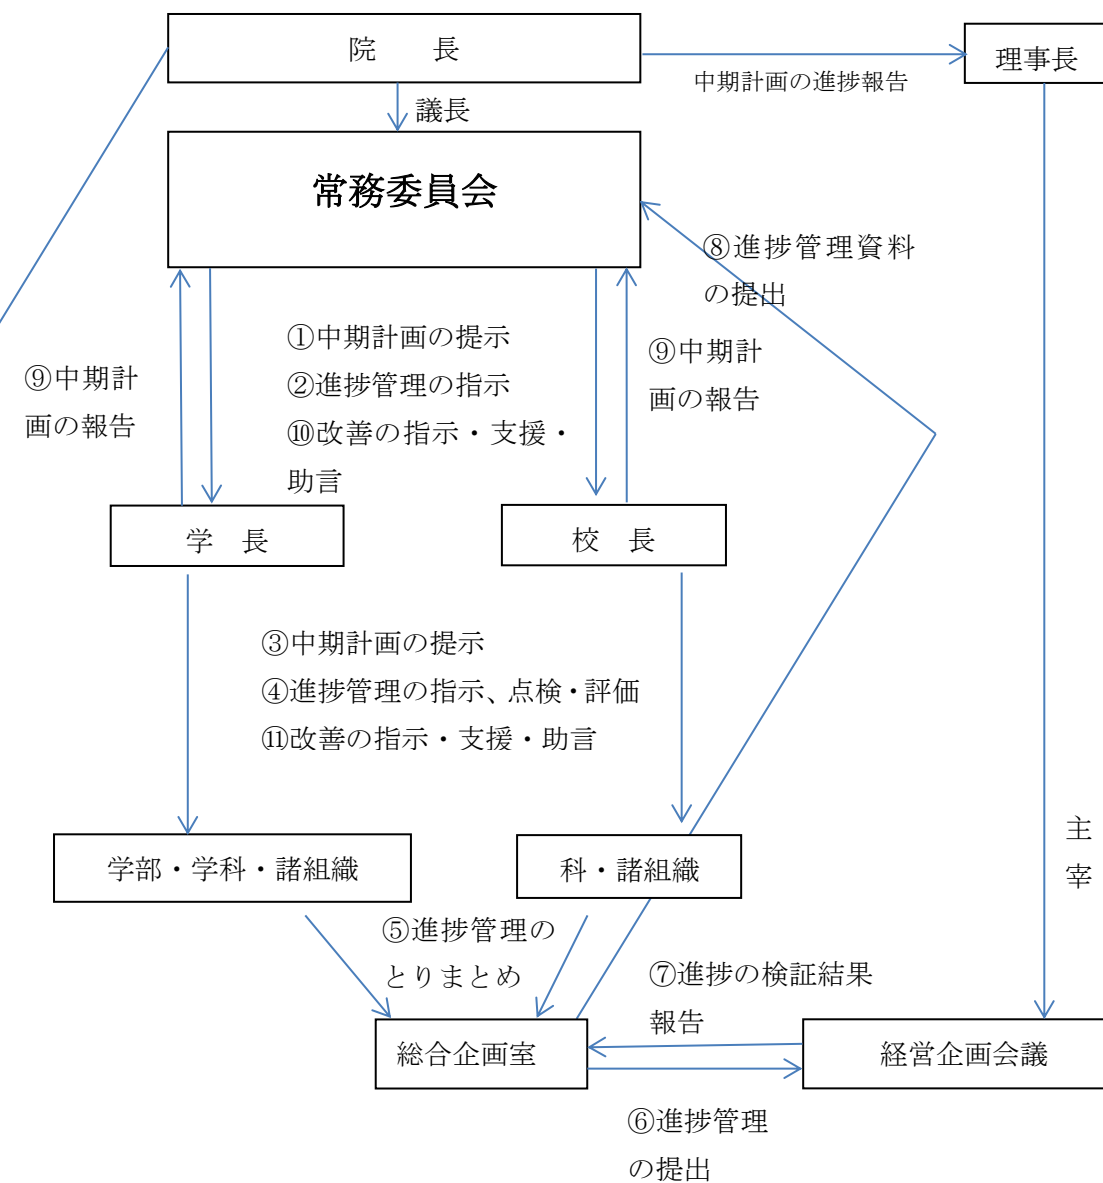 院　　長
理事長
中期計画の進捗報告
議長
常務委員会
⑧進捗管理資料
の提出
①中期計画の提示
②進捗管理の指示
⑩改善の指示・支援・
助言
⑨中期計
画の報告
⑨中期計
画の報告
学　長
校　長
③中期計画の提示
④進捗管理の指示、点検・評価
⑪改善の指示・支援・助言
主
宰
学部・学科・諸組織
科・諸組織
⑤進捗管理の
とりまとめ
⑦進捗の検証結果
報告
総合企画室
経営企画会議
⑥進捗管理
の提出